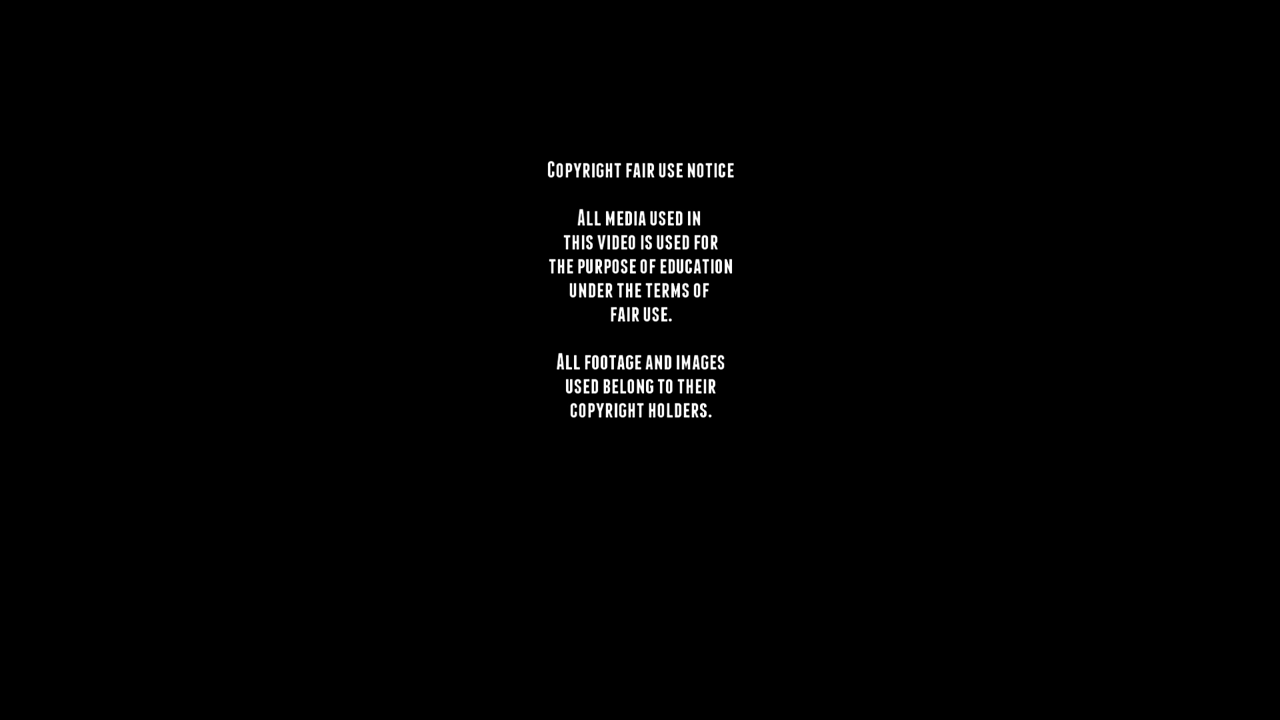 Copyright fair use notice
All media used in
this video is used for
the purpose of education
under the terms of
fair use.
All footage and images
used belong to their
copyright holders.